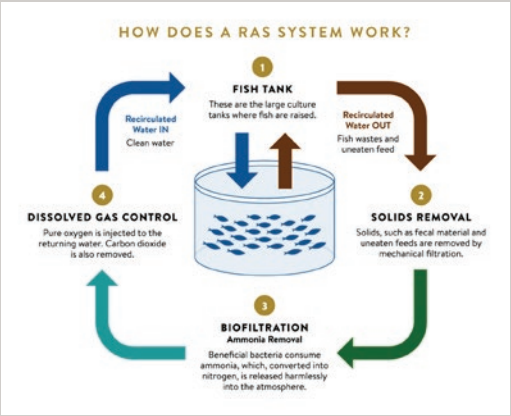 HOW DOES A RAS SYSTEM WORK?
1
FISH TANK
These are the large culture
tanks where fish are raised.
Recirculated
Water IN
Clean water
Recirculated
Water OUT
Fish wastes and
uneaten feed
2
SOLIDS REMOVAL
Solids, such as fecal material and
uneaten feeds are removed by
mechanical filtration.
3
BIOFILTRATION
Ammonia Removal
Beneficial bacteria consume
ammonia, which, converted into
nitrogen, is released harmlessly
into the atmosphere.
4
DISSOLVED GAS CONTROL
Pure oxygen is injected to the
returning water. Carbon dioxide
is also removed.